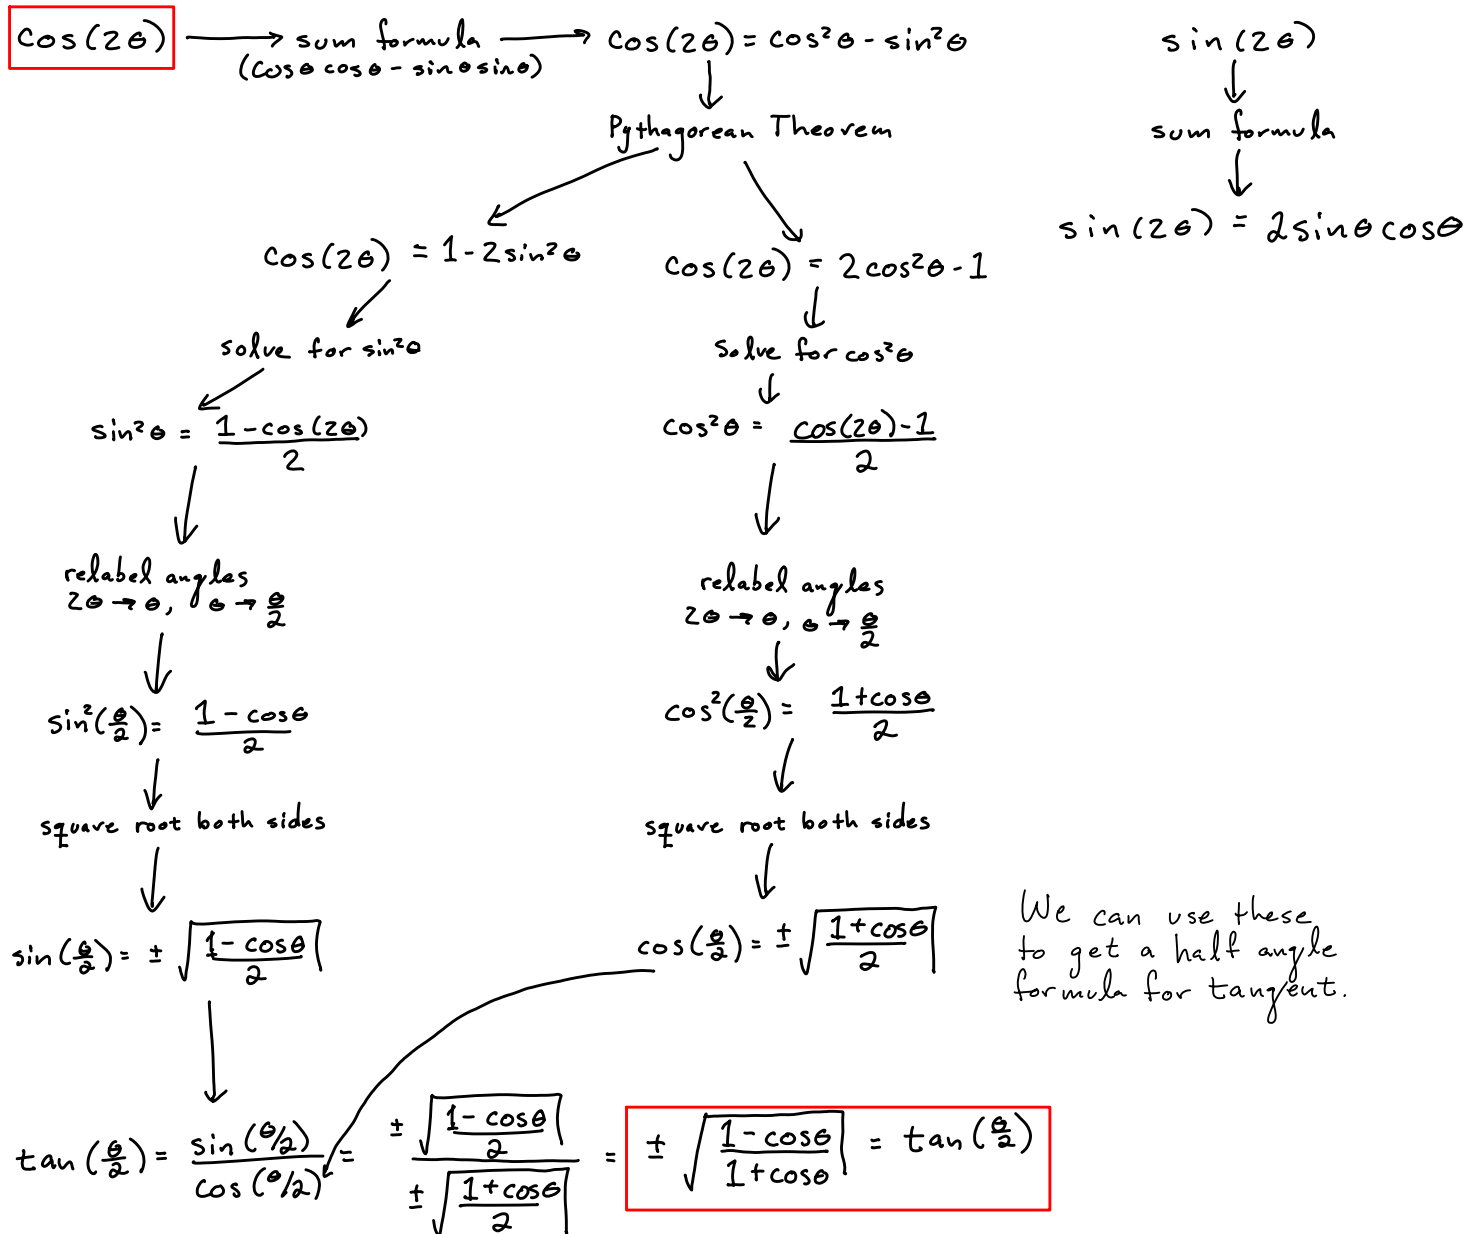 cos(2θ) → sum formula → cos(2θ) = cos²θ - sin²θ
(cosθ cosθ - sinθ sinθ)
Pythagorean Theorem
cos(2θ) = 1 - 2sin²θ
cos(2θ) = 2cos²θ - 1
solve for sin²θ
solve for cos²θ
sin²θ = (1 - cos(2θ))/2
cos²θ = (cos(2θ) - 1)/2
relabel angles
2θ → θ, θ → θ/2
relabel angles
2θ → θ, θ → θ/2
sin²(θ/2) = (1 - cosθ)/2
cos²(θ/2) = (1 + cosθ)/2
square root both sides
square root both sides
sin(θ/2) = ± √((1 - cosθ)/2)
cos(θ/2) = ± √((1 + cosθ)/2)
tan(θ/2) = sin(θ/2)/cos(θ/2) = (± √((1 - cosθ)/2))/(± √((1 + cosθ)/2)) = ± √((1 - cosθ)/(1 + cosθ)) = tan(θ/2)
sin(2θ)
sum formula
sin(2θ) = 2sinθcosθ
We can use these
to get a half angle
formula for tangent.